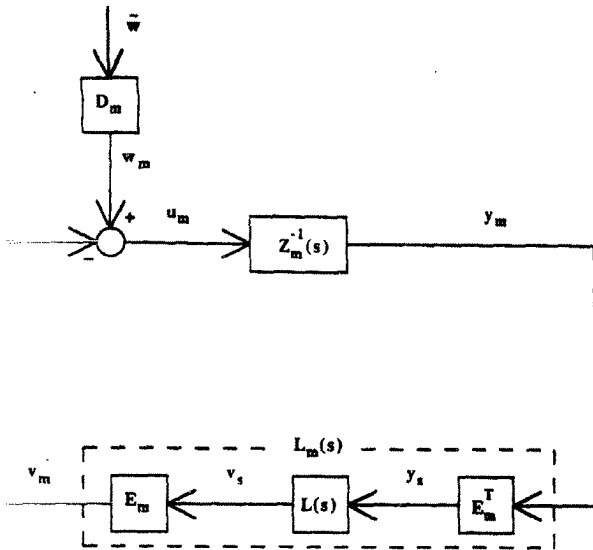 w̃
D_m
w_m
+
u_m
Z_m^{-1}(s)
y_m
−
L_m(s)
v_m
E_m
v_s
L(s)
y_s
E_m^T